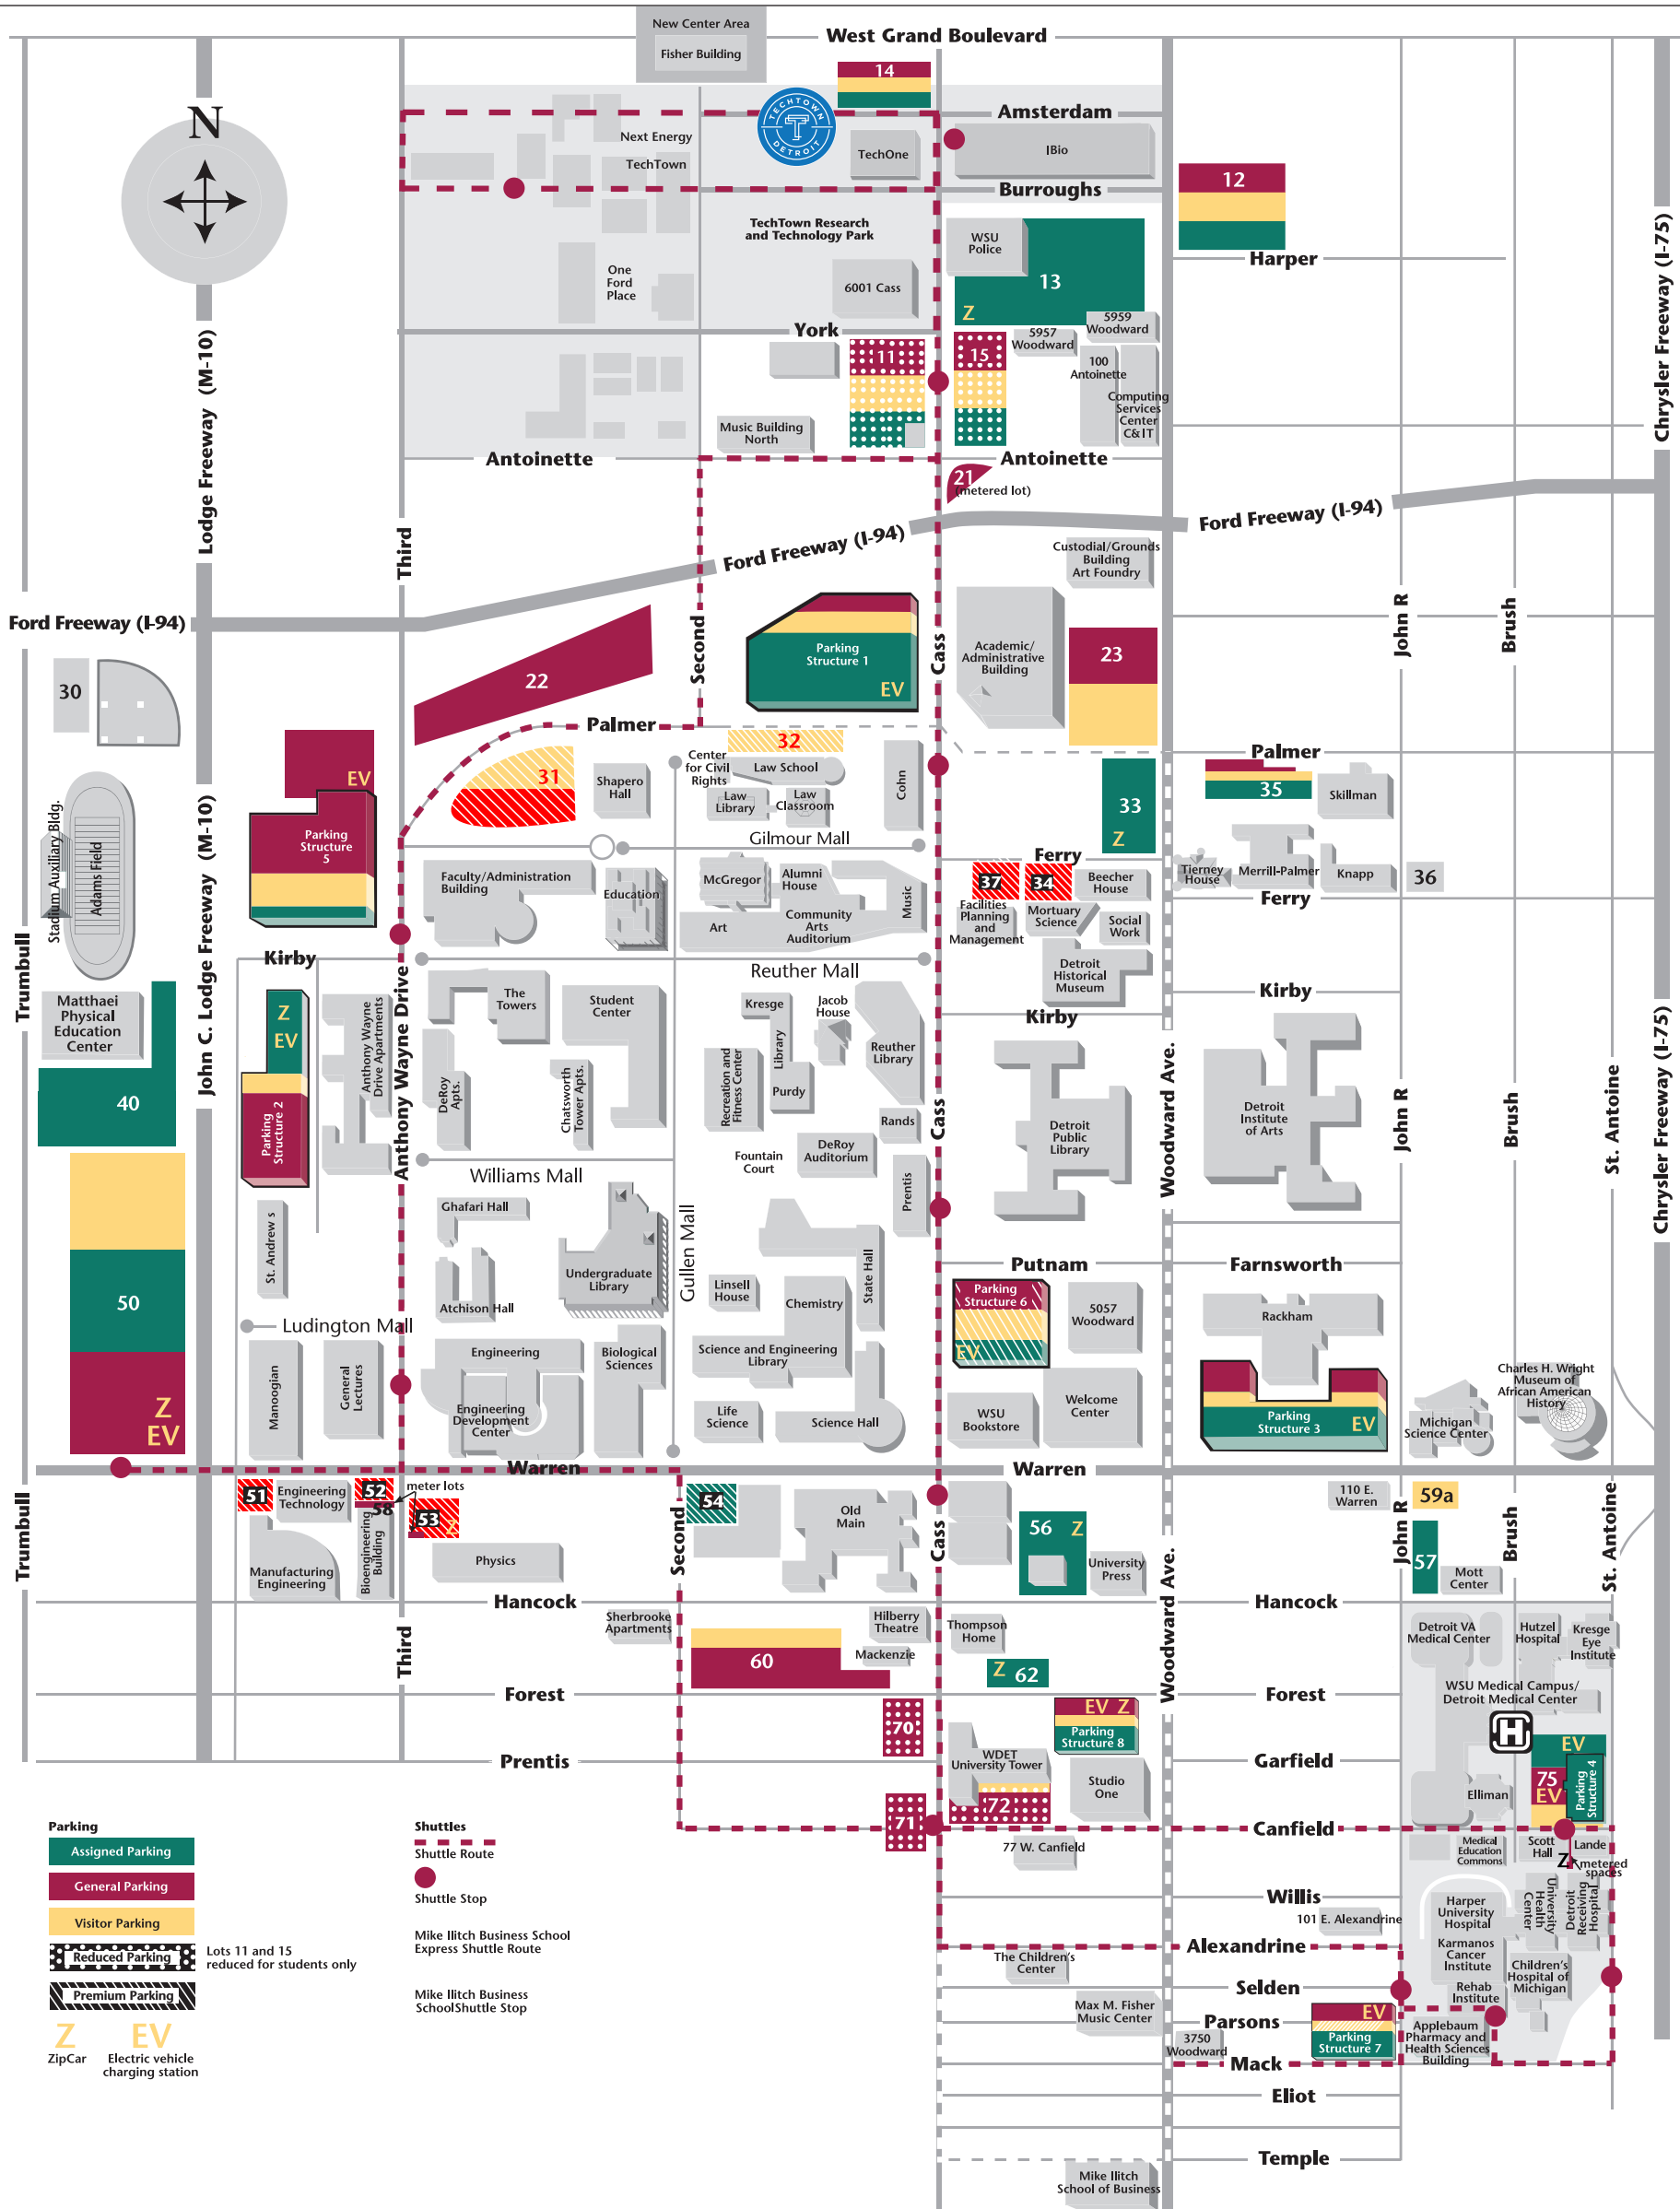 New Center Area
Fisher Building
West Grand Boulevard
14
N
TECHTOWN
T
DETROIT
Amsterdam
Next Energy
TechTown
TechOne
IBio
Burroughs
12
TechTown Research
and Technology Park
WSU
Police
13
Z
Harper
One
Ford
Place
6001 Cass
York
5957
Woodward
5959
Woodward
11
15
100
Antoinette
Computing
Services
Center
C&IT
Music Building
North
Lodge Freeway (M-10)
Chrysler Freeway (I-75)
Antoinette
Antoinette
21
(metered lot)
Third
Ford Freeway (I-94)
Ford Freeway (I-94)
Ford Freeway (I-94)
Custodial/Grounds
Building
Art Foundry
Second
Cass
John R
Brush
30
22
Parking
Structure 1
EV
Academic/
Administrative
Building
23
Palmer
Palmer
EV
Parking
Structure
5
31
Shapero
Hall
32
Center
for Civil
Rights
Law School
Law
Library
Law
Classroom
Cohn
33
Z
35
Skillman
Gilmour Mall
Stadium Auxiliary Bldg.
Adams Field
Faculty/Administration
Building
Education
McGregor
Alumni
House
Music
Art
Community
Arts
Auditorium
Ferry
37
34
Beecher
House
Facilities
Planning
and
Management
Mortuary
Science
Social
Work
Detroit
Historical
Museum
Tierney
House
Merrill-Palmer
Knapp
36
Ferry
Trumbull
John C. Lodge Freeway (M-10)
Kirby
Reuther Mall
Kirby
Kirby
Matthaei
Physical
Education
Center
40
Z
EV
Parking
Structure 2
Anthony Wayne
Drive Apartments
Anthony Wayne Drive
The
Towers
Student
Center
DeRoy
Apts.
Chatsworth
Tower Apts.
Kresge
Library
Purdy
Jacob
House
Reuther
Library
Recreation and
Fitness Center
Rands
DeRoy
Auditorium
Fountain
Court
Prentis
Cass
Detroit
Public
Library
Woodward Ave.
Detroit
Institute
of Arts
John R
Brush
St. Antoine
Chrysler Freeway (I-75)
Williams Mall
50
Z
EV
St. Andrew s
Ghafari Hall
Undergraduate
Library
Atchison Hall
Gullen Mall
Linsell
House
Chemistry
State Hall
Putnam
Farnsworth
Parking
Structure 6
EV
5057
Woodward
Rackham
Ludington Mall
Manoogian
General
Lectures
Engineering
Engineering
Development
Center
Biological
Sciences
Science and Engineering
Library
Life
Science
Science Hall
WSU
Bookstore
Welcome
Center
Parking
Structure 3
EV
Charles H. Wright
Museum of
African American
History
Michigan
Science Center
Warren
Warren
51
Engineering
Technology
52
58
meter lots
53
Z
Manufacturing
Engineering
Bioengineering
Building
Physics
54
Old
Main
56
Z
University
Press
110 E.
Warren
59a
57
Mott
Center
Trumbull
Second
Cass
Woodward Ave.
John R
Brush
St. Antoine
Hancock
Hancock
Third
Sherbrooke
Apartments
Hilberry
Theatre
Mackenzie
60
Thompson
Home
Z 62
Detroit VA
Medical Center
Hutzel
Hospital
Kresge
Eye
Institute
WSU Medical Campus/
Detroit Medical Center
H
Forest
Forest
70
EV Z
Parking
Structure 8
Prentis
WDET
University Tower
72
Studio
One
Garfield
Elliman
EV
75
EV
Parking
Structure 4
71
Canfield
77 W. Canfield
Medical
Education
Commons
Scott
Hall
Lande
Z
metered
spaces
Willis
101 E. Alexandrine
Harper
University
Hospital
University
Health
Center
Detroit
Receiving
Hospital
Alexandrine
The Children's
Center
Karmanos
Cancer
Institute
Children's
Hospital of
Michigan
Selden
Rehab
Institute
Max M. Fisher
Music Center
Parsons
EV
Parking
Structure 7
Applebaum
Pharmacy and
Health Sciences
Building
3750
Woodward
Mack
Eliot
Temple
Mike Ilitch
School of Business
Parking
Assigned Parking
General Parking
Visitor Parking
Reduced Parking
Lots 11 and 15
reduced for students only
Premium Parking
Z
ZipCar
EV
Electric vehicle
charging station
Shuttles
Shuttle Route
Shuttle Stop
Mike Ilitch Business School
Express Shuttle Route
Mike Ilitch Business
SchoolShuttle Stop